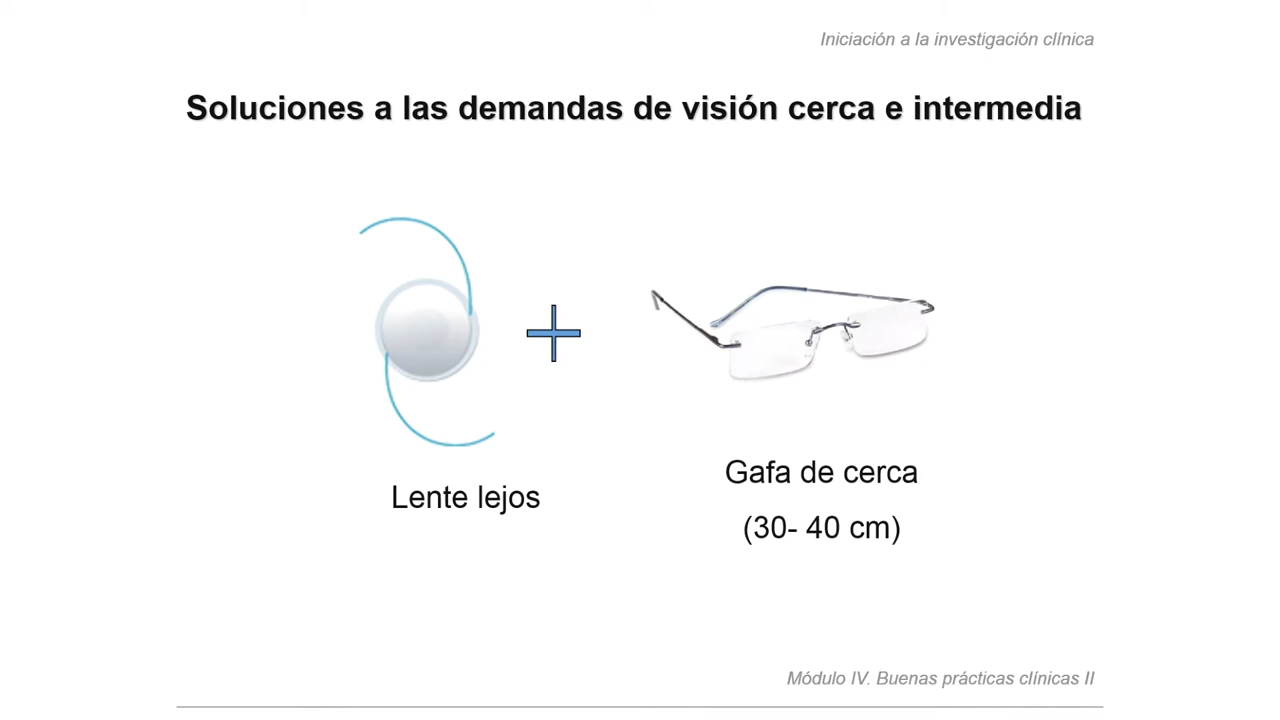 Iniciación a la investigación clínica
Soluciones a las demandas de visión cerca e intermedia
Lente lejos
Gafa de cerca
(30- 40 cm)
Módulo IV. Buenas prácticas clínicas II